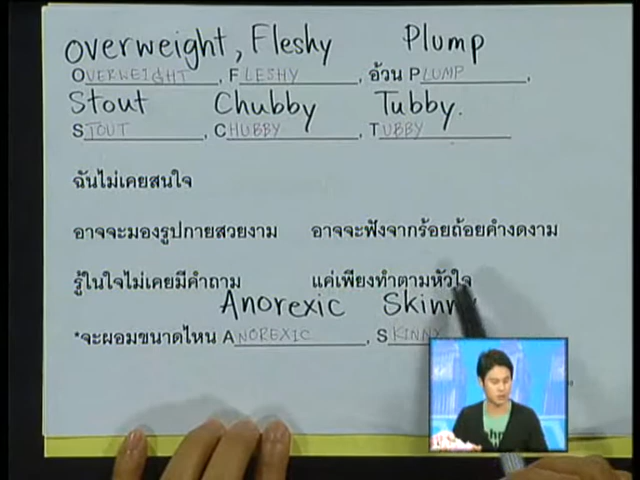 Overweight, Fleshy Plump
OVERWEIGHT, FLESHY อ้วน PLUMP,
Stout Chubby Tubby.
STOUT, CHUBBY, TUBBY
ฉันไม่เคยสนใจ
อาจจะมองรูปกายสวยงาม อาจจะฟังจากร้อยถ้อยคำงดงาม
รู้ในใจไม่เคยมีคำถาม แค่เพียงทำตามหัวใจ
Anorexic Skinny
*จะผอมขนาดไหน ANOREXIC, SKINNY